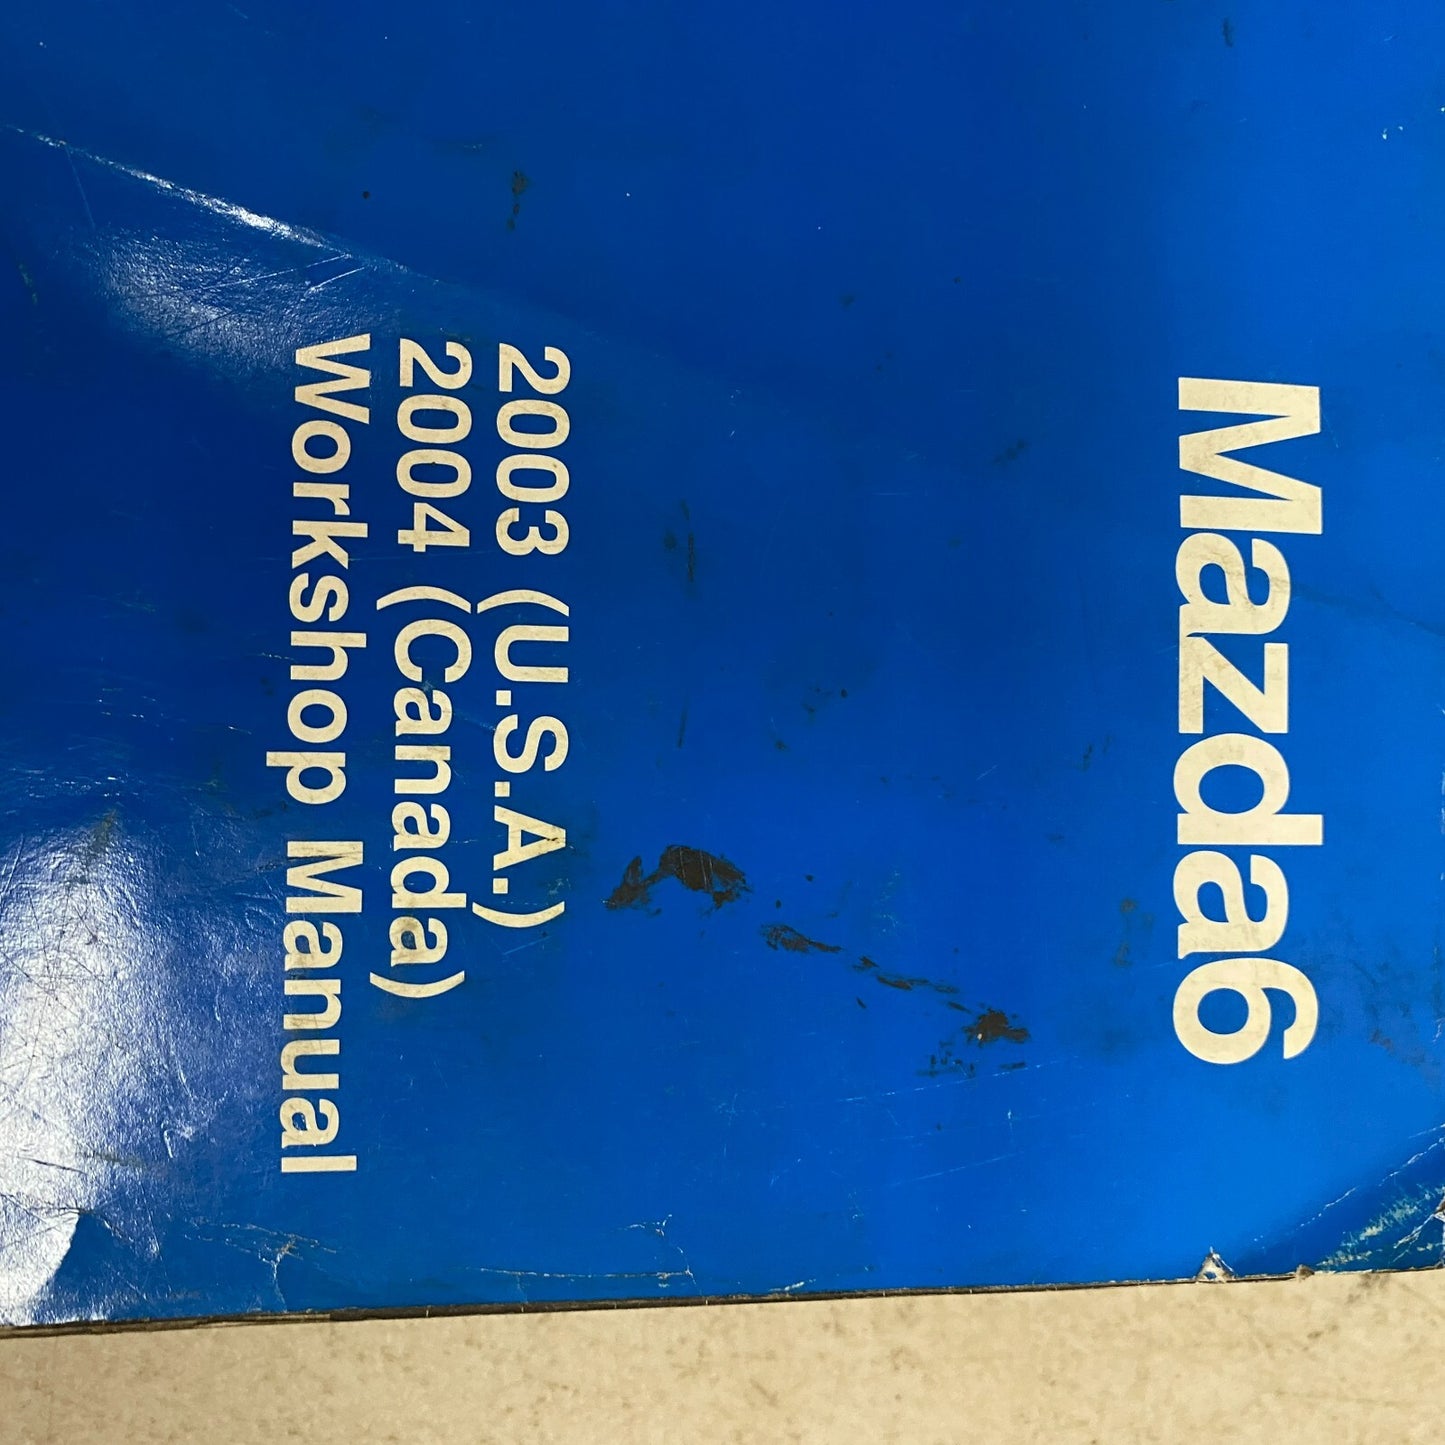 Mazda6
2003 (U.S.A.)
2004 (Canada)
Workshop Manual